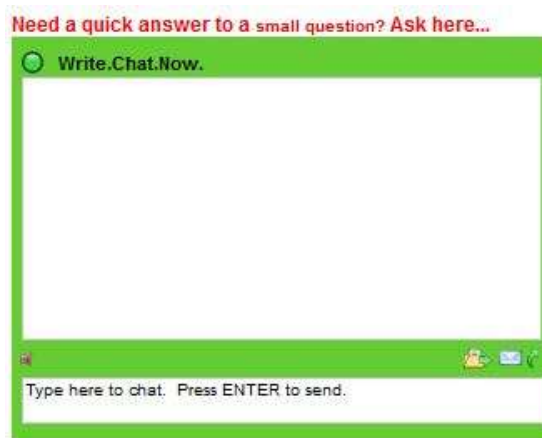 Need a quick answer to a small question? Ask here...
Write.Chat.Now.
Type here to chat.  Press ENTER to send.